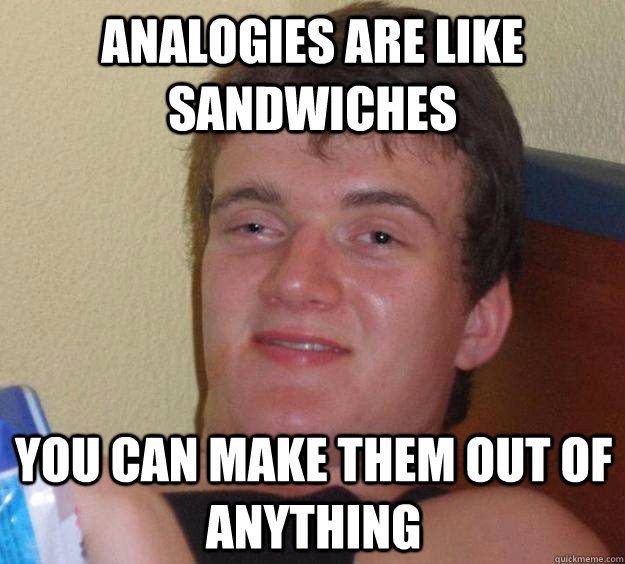 ANALOGIES ARE LIKE
SANDWICHES
YOU CAN MAKE THEM OUT OF
ANYTHING
quickmeme.com